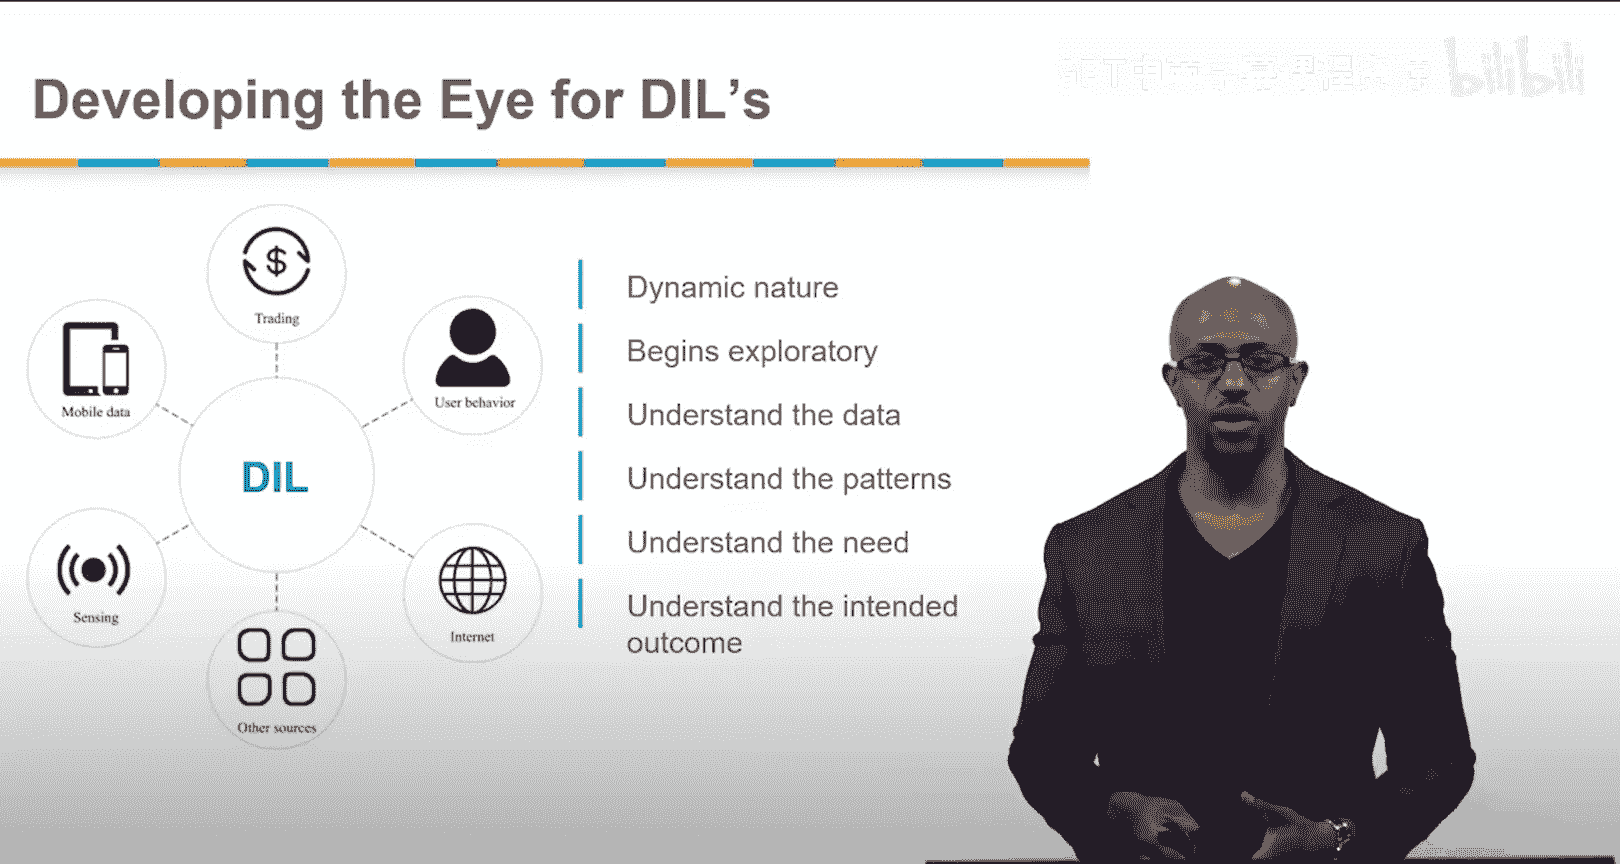 Developing the Eye for DIL’s
bilibili
Trading
Mobile data
User behavior
DIL
Sensing
Internet
Other sources
Dynamic nature
Begins exploratory
Understand the data
Understand the patterns
Understand the need
Understand the intended
outcome